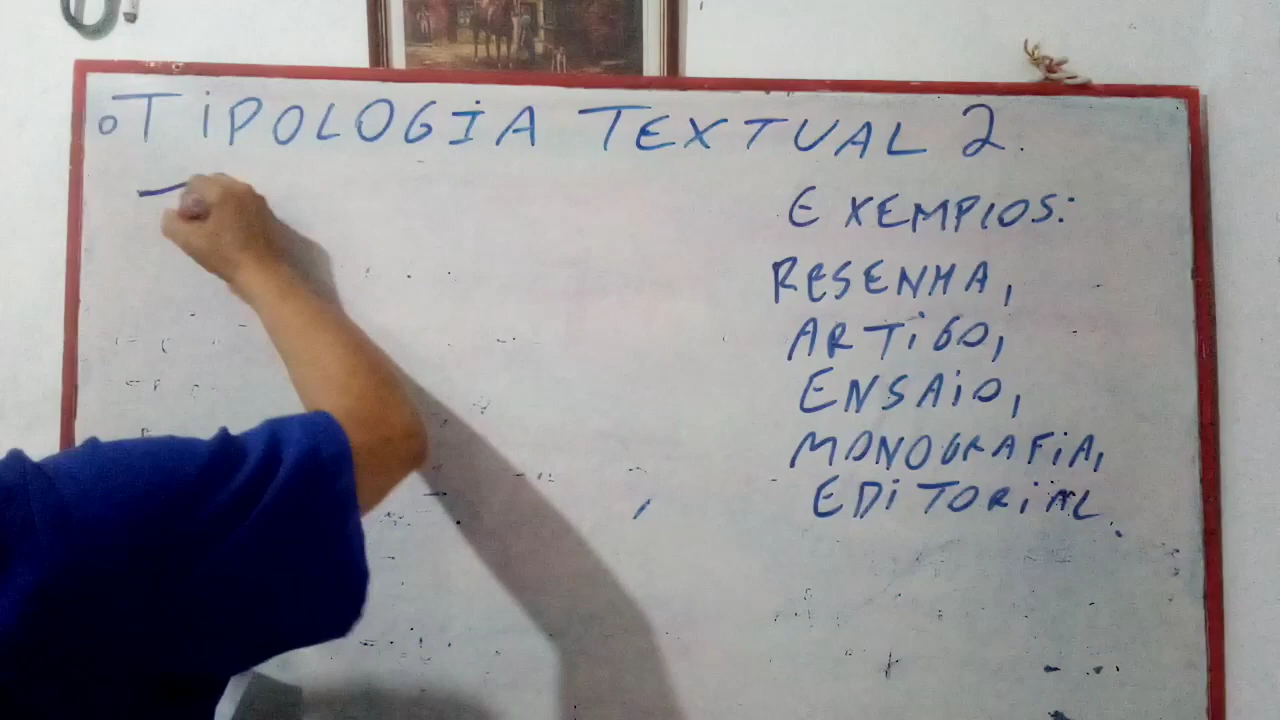 TIPOLOGIA TEXTUAL 2.
EXEMPLOS:
RESENHA,
ARTIGO,
ENSAIO,
MONOGRAFIA,
EDITORIAL.